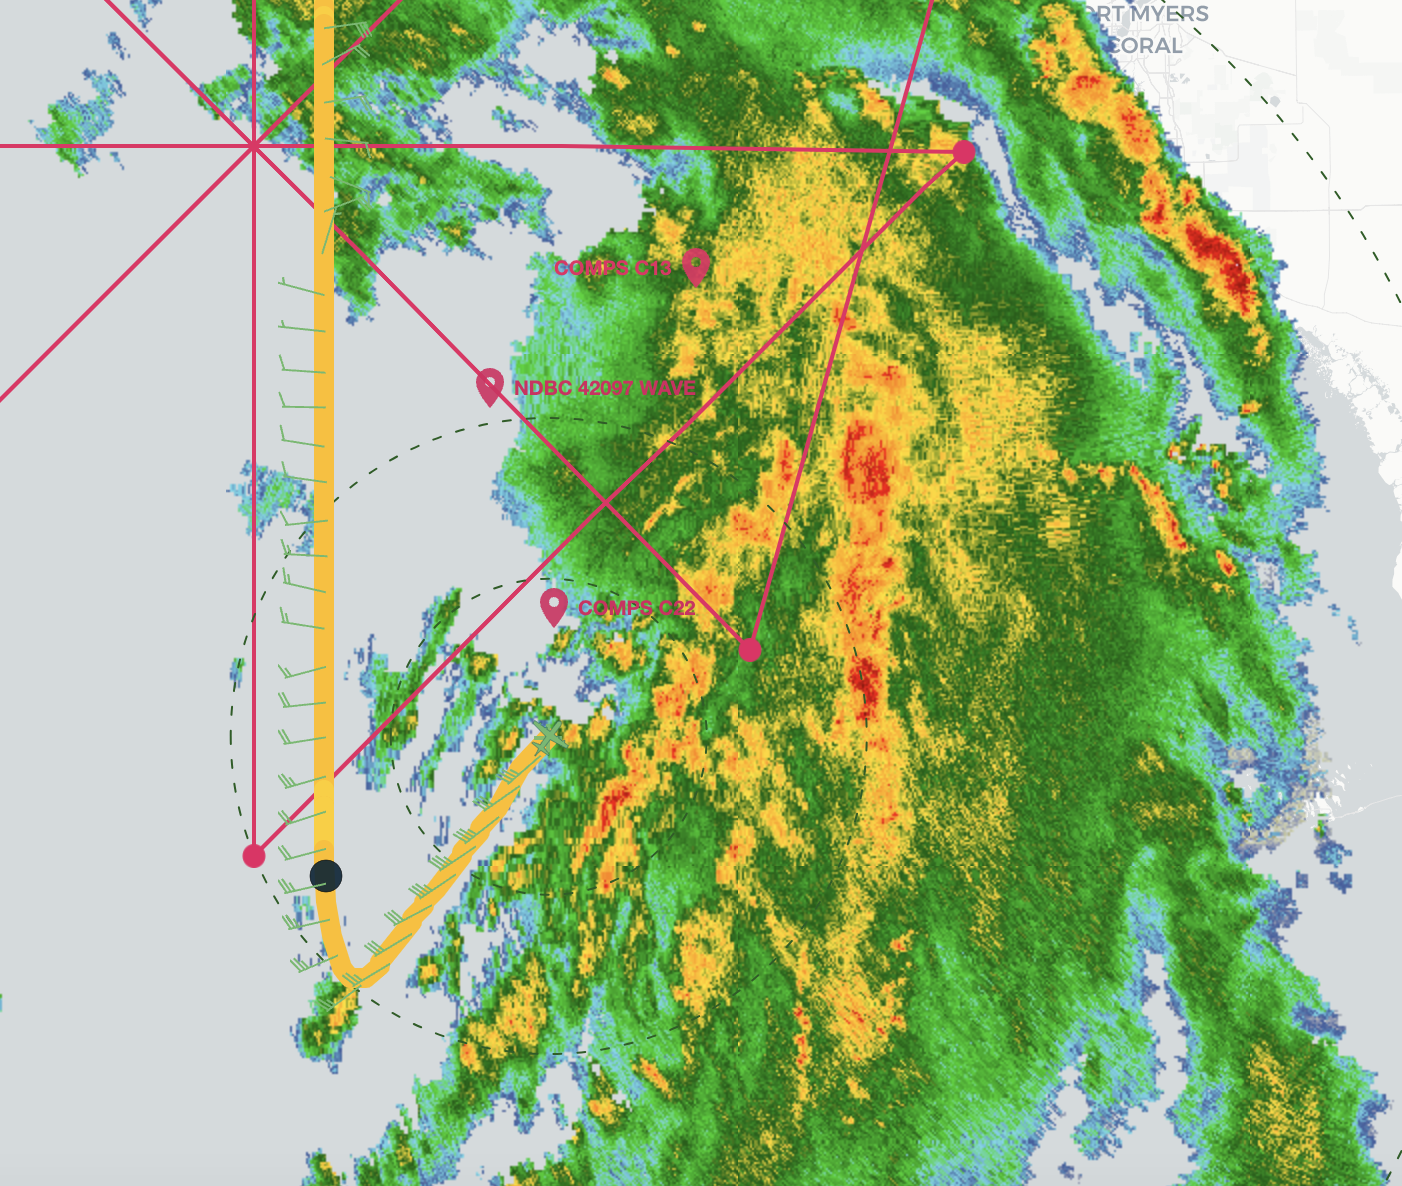 RT MYERS
CORAL
COMPS C13
NDBC 42097 WAVE
COMPS C22